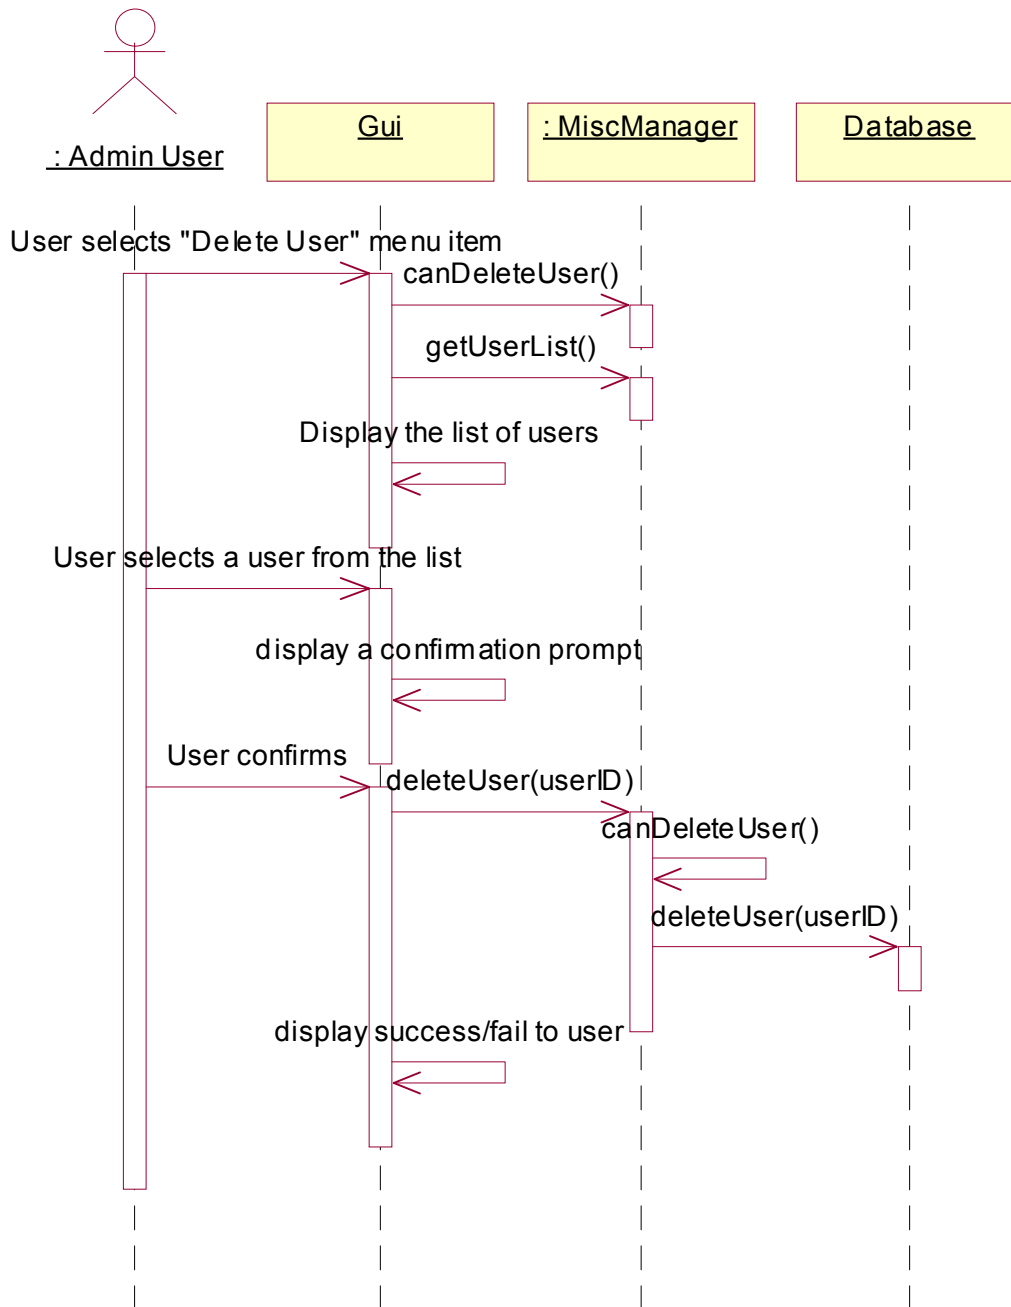 : Admin User
Gui
: MiscManager
Database
User selects "Delete User" menu item
canDeleteUser()
getUserList()
Display the list of users
User selects a user from the list
display a confirmation prompt
User confirms
deleteUser(userID)
canDeleteUser()
deleteUser(userID)
display success/fail to user